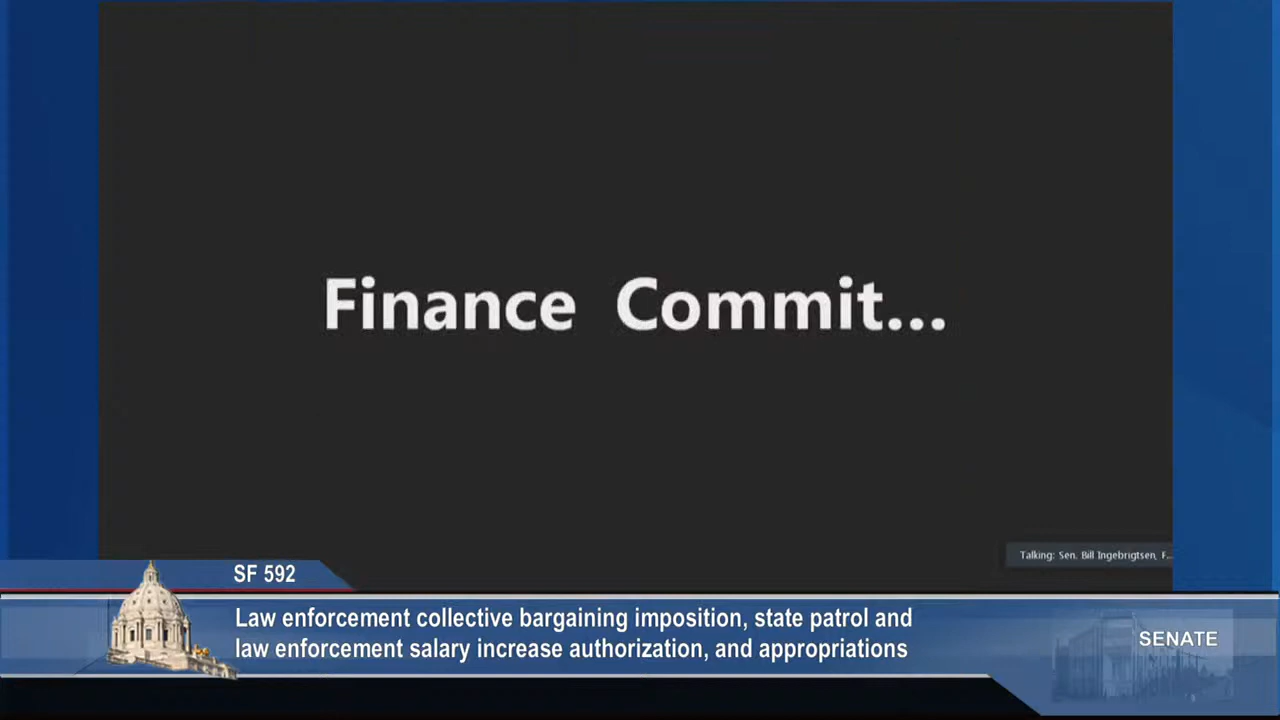 Finance Commit...
Talking: Sen. Bill Ingebrigtsen, F...
SF 592
Law enforcement collective bargaining imposition, state patrol and
law enforcement salary increase authorization, and appropriations
SENATE